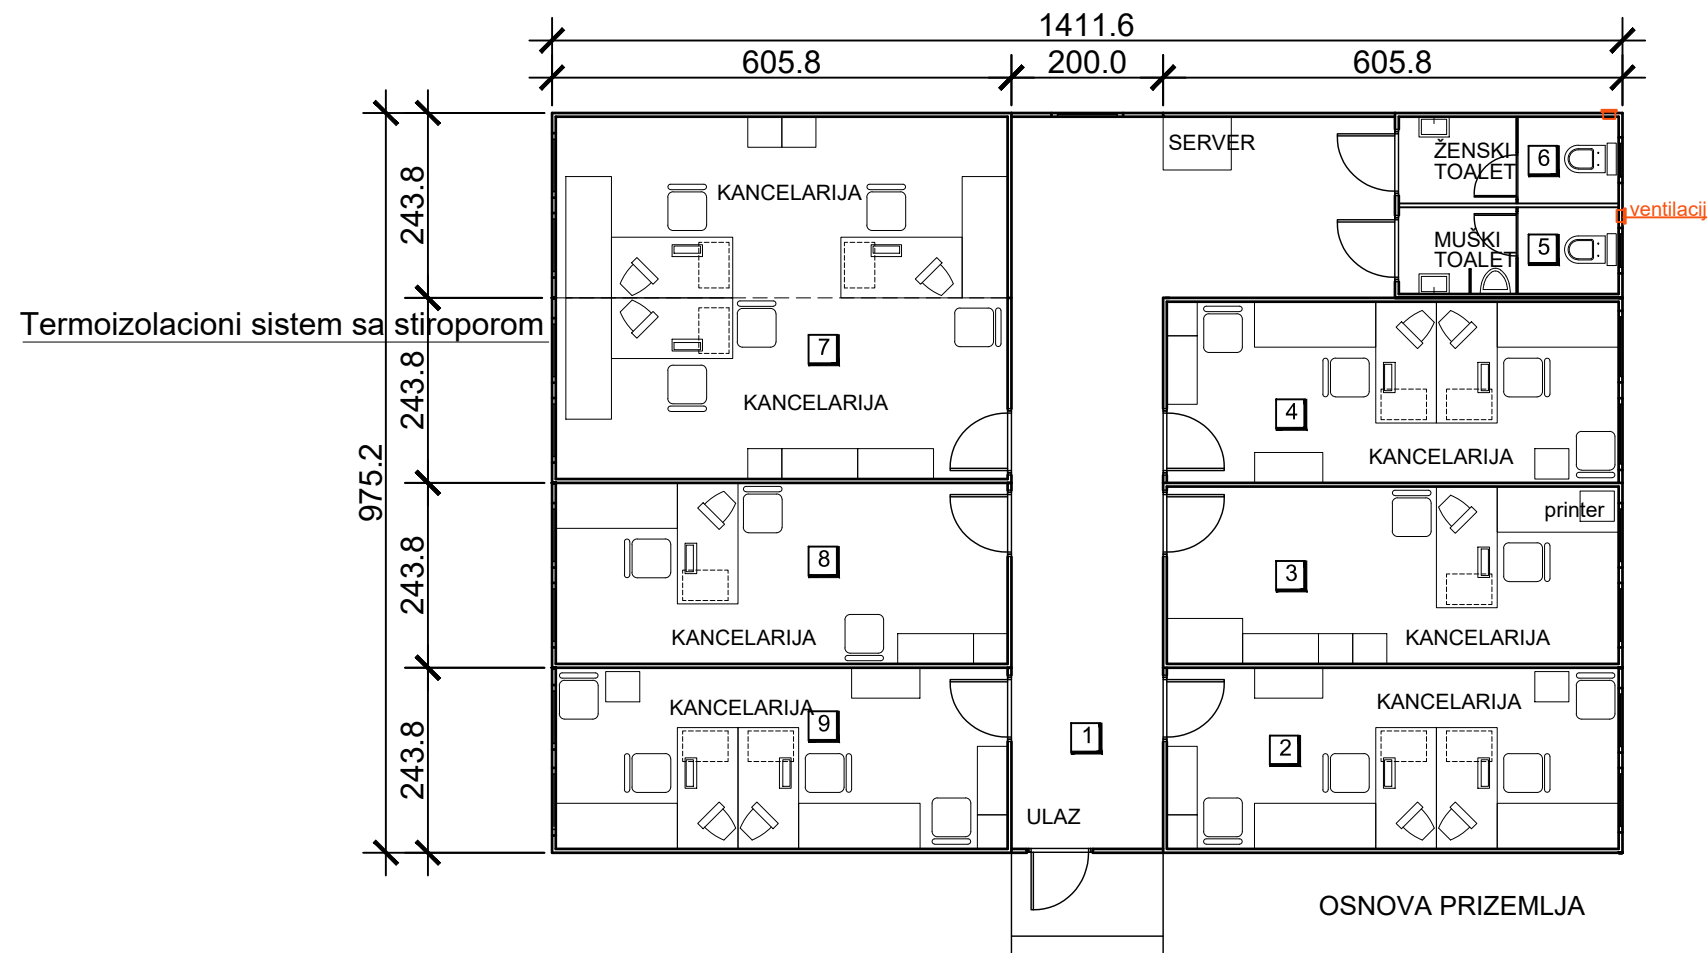 1411.6
605.8
200.0
605.8
SERVER
ŽENSKI
TOALET
6
KANCELARIJA
243.8
ventilacij
MUŠKI
TOALET
5
Termoizolacioni sistem sa stiroporom
7
243.8
KANCELARIJA
4
KANCELARIJA
975.2
printer
8
3
243.8
KANCELARIJA
KANCELARIJA
KANCELARIJA
9
KANCELARIJA
1
2
243.8
ULAZ
OSNOVA PRIZEMLJA